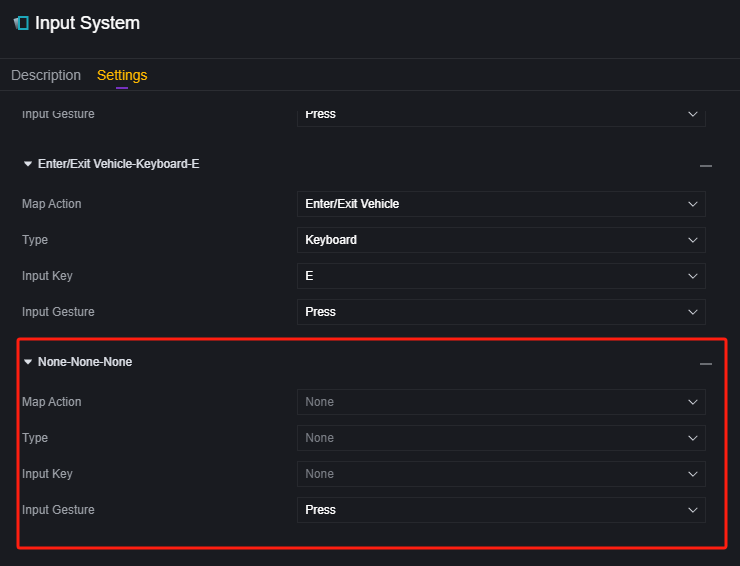 Input System
Description Settings
Input Gesture Press
Enter/Exit Vehicle-Keyboard-E
Map Action Enter/Exit Vehicle
Type Keyboard
Input Key E
Input Gesture Press
None-None-None
Map Action None
Type None
Input Key None
Input Gesture Press